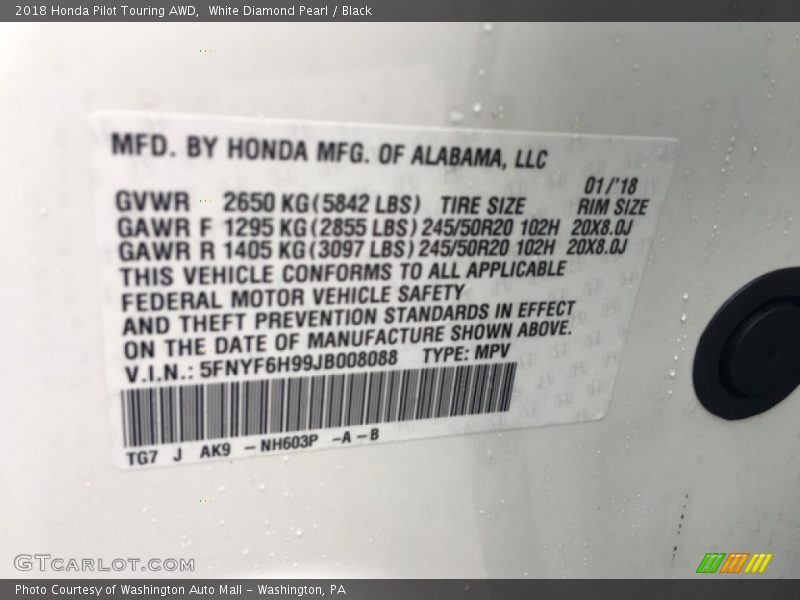 2018 Honda Pilot Touring AWD,  White Diamond Pearl / Black
MFD. BY HONDA MFG. OF ALABAMA, LLC
01/'18
GVWR 2650 KG(5842 LBS) TIRE SIZE RIM SIZE
GAWR F 1295 KG(2855 LBS) 245/50R20 102H 20X8.0J
GAWR R 1405 KG(3097 LBS) 245/50R20 102H 20X8.0J
THIS VEHICLE CONFORMS TO ALL APPLICABLE
FEDERAL MOTOR VEHICLE SAFETY
AND THEFT PREVENTION STANDARDS IN EFFECT
ON THE DATE OF MANUFACTURE SHOWN ABOVE.
V.I.N.: 5FNYF6H99JB008088 TYPE: MPV
TG7 J AK9 -NH603P -A-B
GTCARLOT.COM
Photo Courtesy of Washington Auto Mall - Washington, PA